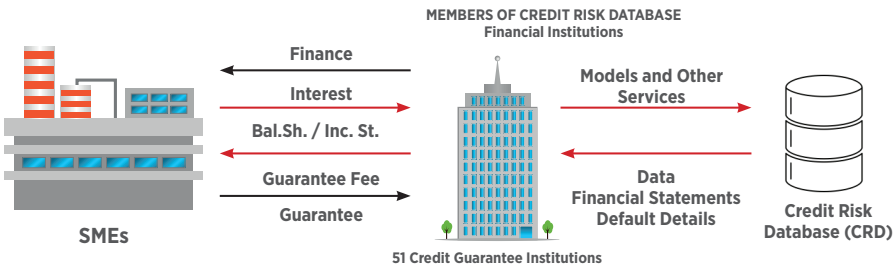 MEMBERS OF CREDIT RISK DATABASE
Financial Institutions
Finance
Interest
Bal.Sh. / Inc. St.
Guarantee Fee
Guarantee
SMEs
51 Credit Guarantee Institutions
Models and Other
Services
Data
Financial Statements
Default Details
Credit Risk
Database (CRD)